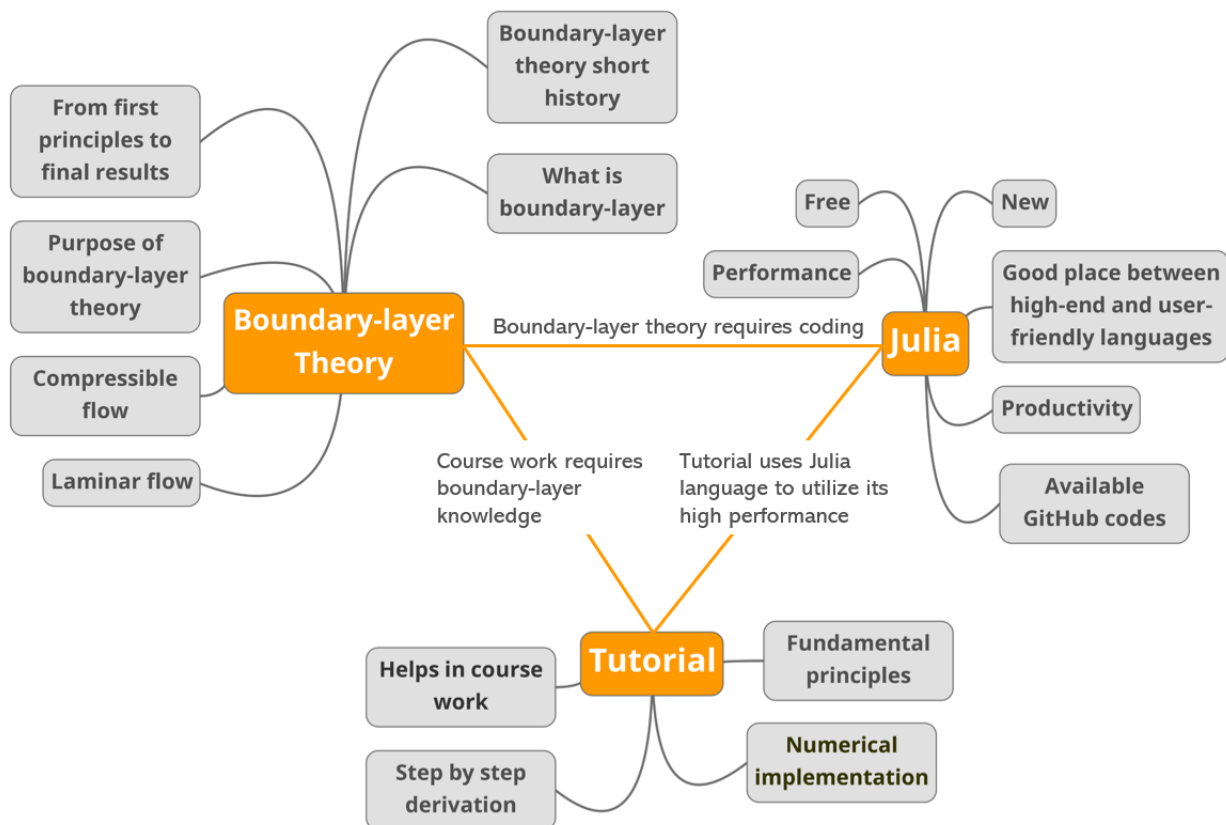 Boundary-layer
theory short
history
From first
principles to
final results
What is
boundary-layer
Purpose of
boundary-layer
theory
Boundary-layer
Theory
Compressible
flow
Laminar flow
Boundary-layer theory requires coding
Free
New
Performance
Good place between
high-end and user-
friendly languages
Julia
Productivity
Available
GitHub codes
Course work requires
boundary-layer
knowledge
Tutorial uses Julia
language to utilize its
high performance
Tutorial
Helps in course
work
Fundamental
principles
Step by step
derivation
Numerical
implementation